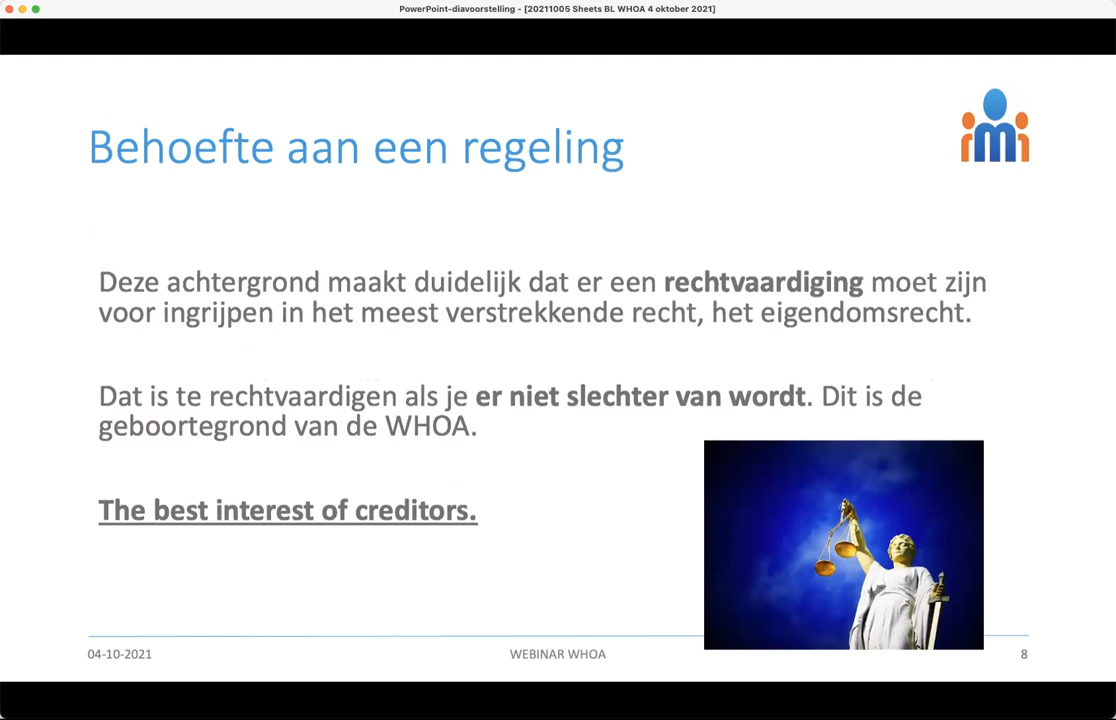 PowerPoint-diavoorstelling - [20211005 Sheets BL WHOA 4 oktober 2021]
Behoefte aan een regeling
Deze achtergrond maakt duidelijk dat er een rechtvaardiging moet zijn
voor ingrijpen in het meest verstrekkende recht, het eigendomsrecht.
Dat is te rechtvaardigen als je er niet slechter van wordt. Dit is de
geboortegrond van de WHOA.
The best interest of creditors.
04-10-2021
WEBINAR WHOA
8